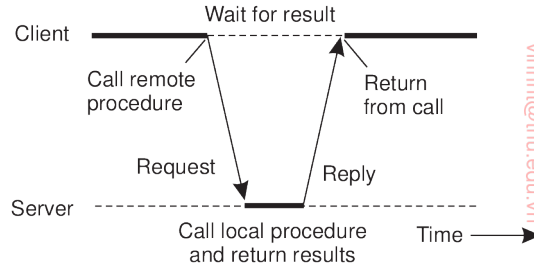 Wait for result
Client
Call remote
procedure
Return
from call
Request
Reply
Server
Call local procedure
and return results
Time